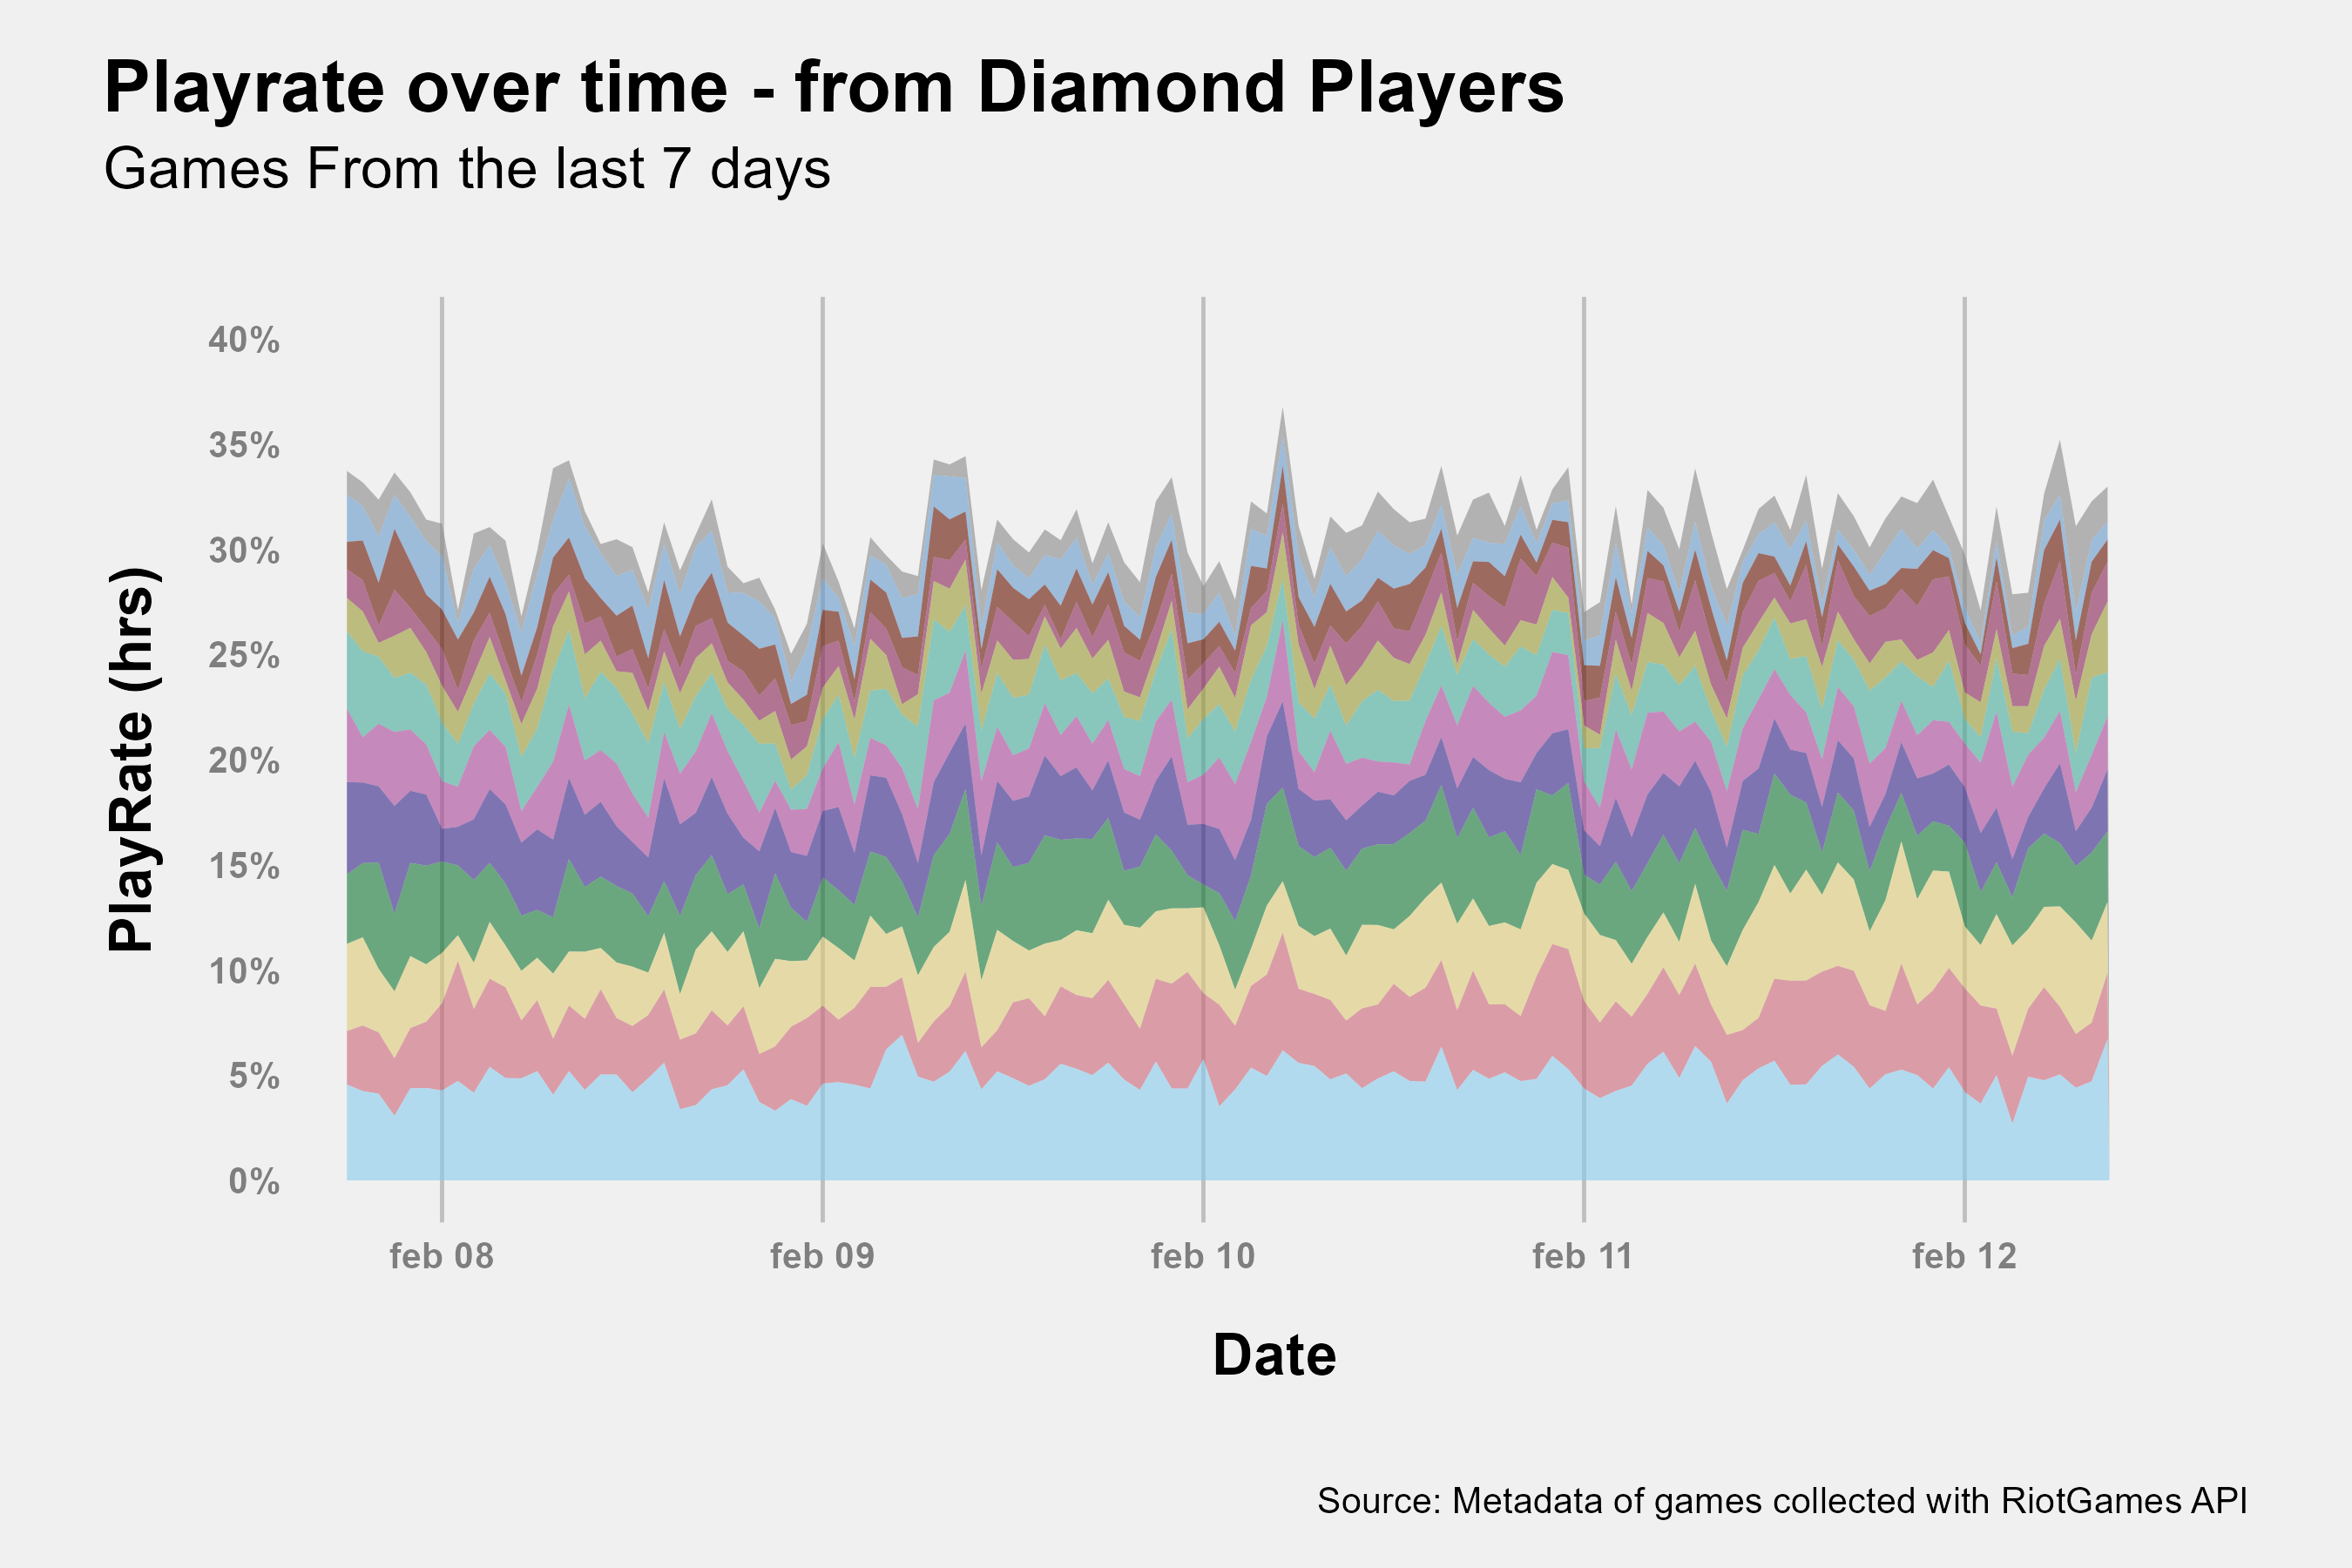 Playrate over time - from Diamond Players
Games From the last 7 days
40%
35%
30%
25%
20%
15%
10%
5%
0%
PlayRate (hrs)
feb 08 feb 09 feb 10 feb 11 feb 12
Date
Source: Metadata of games collected with RiotGames API